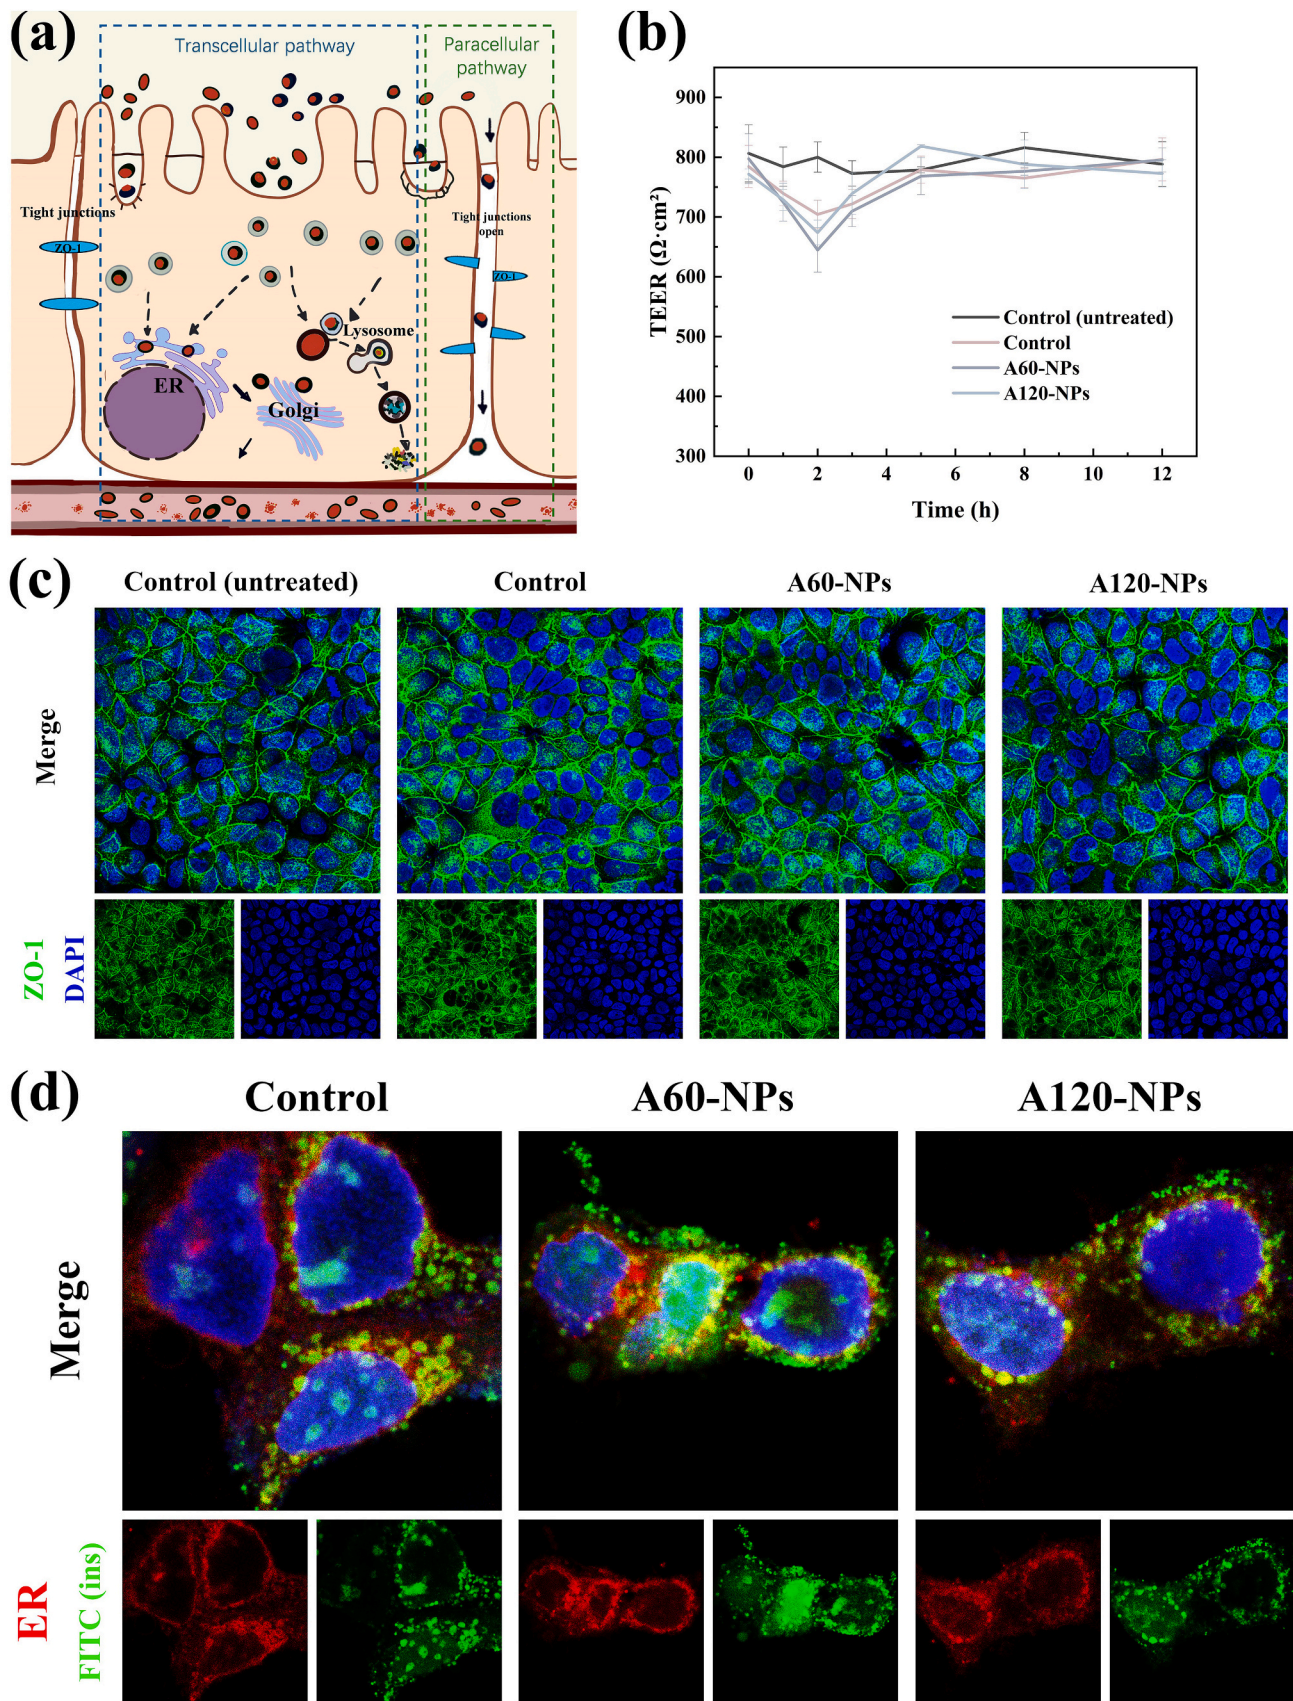 (a)
Transcellular pathway
Paracellular
pathway
Tight junctions
ZO-1
Tight junctions
open
ZO-1
Lysosome
ER
Golgi
(b)
TEER (Ω·cm²)
900
800
700
600
500
400
300
Control (untreated)
Control
A60-NPs
A120-NPs
0
2
4
6
8
10
12
Time (h)
(c)
Control (untreated)
Control
A60-NPs
A120-NPs
Merge
ZO-1
DAPI
(d)
Control
A60-NPs
A120-NPs
Merge
ER
FITC (ins)